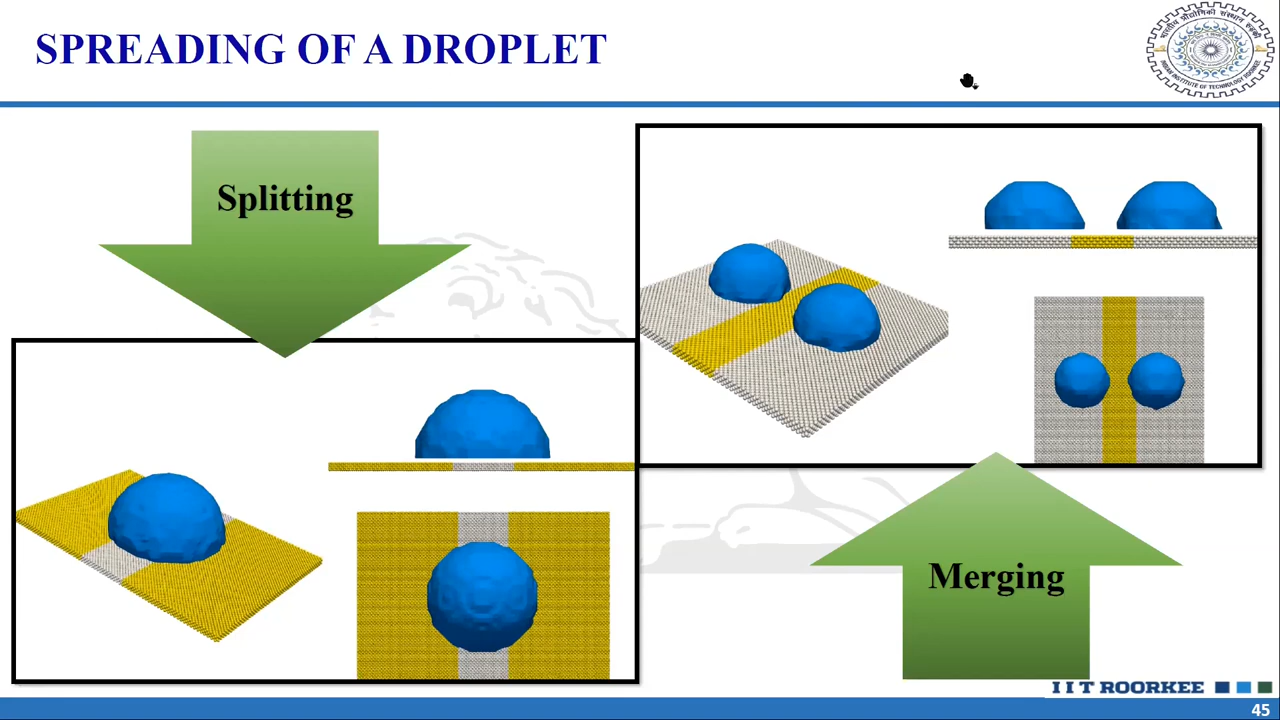 SPREADING OF A DROPLET
Splitting
Merging
IIT ROORKEE
45